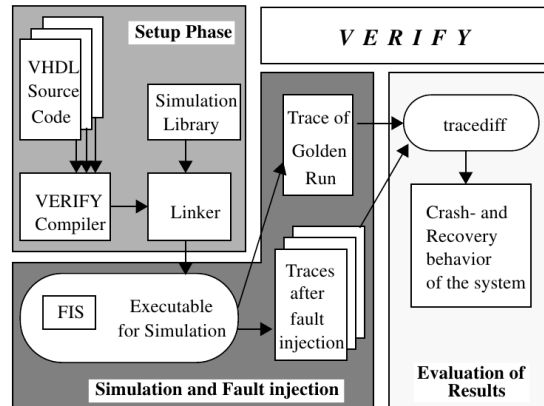 Setup Phase
VERIFY
VHDL
Source
Code
Simulation
Library
VERIFY
Compiler
Linker
Trace of
Golden
Run
tracediff
Crash- and
Recovery
behavior
of the system
FIS
Executable
for Simulation
Traces
after
fault
injection
Simulation and Fault injection
Evaluation of
Results